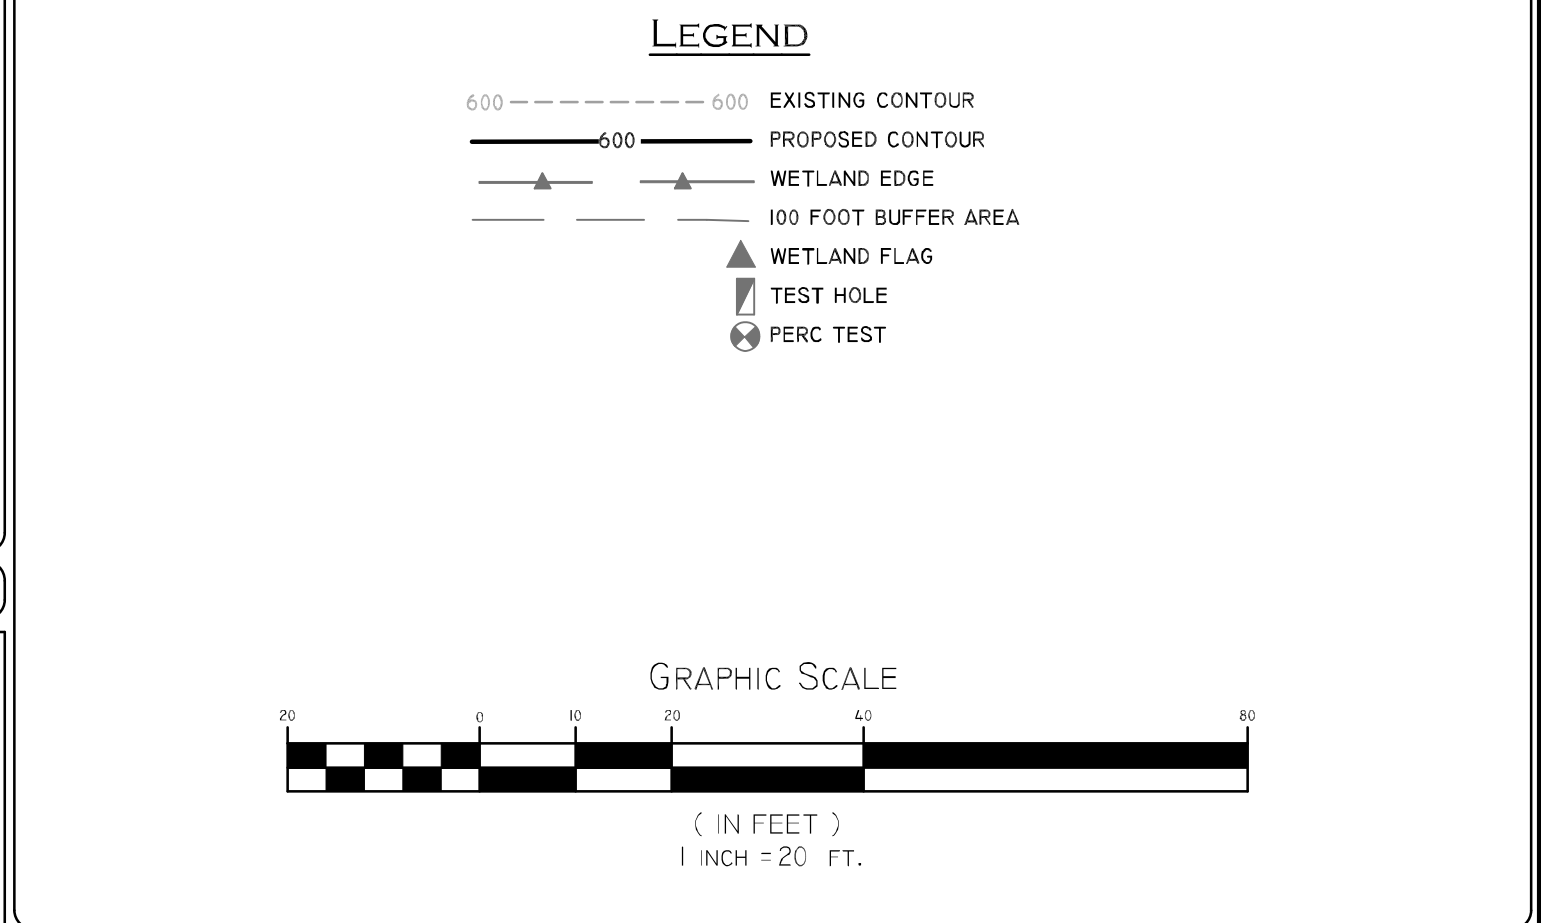 LEGEND
600 600 EXISTING CONTOUR
600 PROPOSED CONTOUR
WETLAND EDGE
100 FOOT BUFFER AREA
WETLAND FLAG
TEST HOLE
PERC TEST
GRAPHIC SCALE
20 0 10 20 40 80
( IN FEET )
1 INCH = 20 FT.